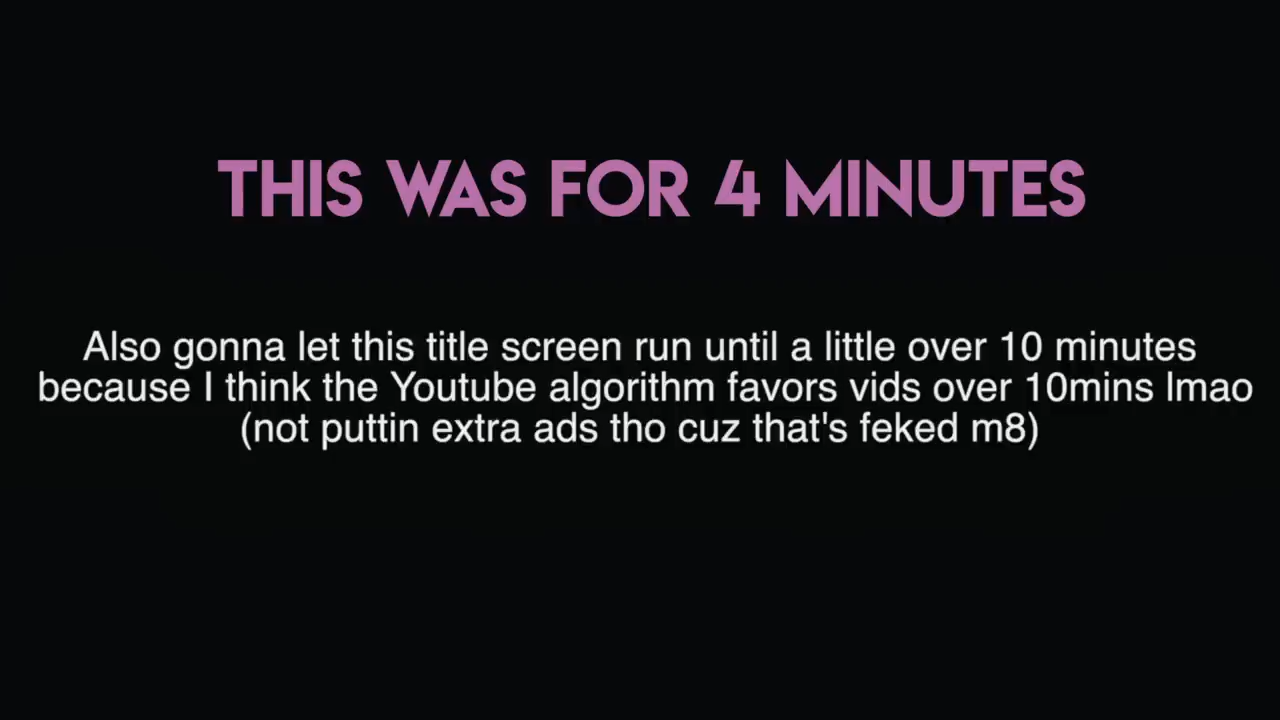 THIS WAS FOR 4 MINUTES
Also gonna let this title screen run until a little over 10 minutes
because I think the Youtube algorithm favors vids over 10mins lmao
(not puttin extra ads tho cuz that's feked m8)